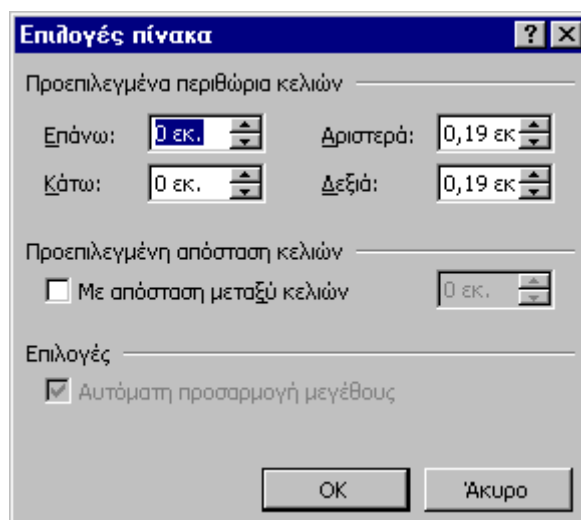 Επιλογές πίνακα
Προεπιλεγμένα περιθώρια κελιών
Επάνω: 0 εκ. Αριστερά: 0,19 εκ
Κάτω: 0 εκ. Δεξιά: 0,19 εκ
Προεπιλεγμένη απόσταση κελιών
Με απόσταση μεταξύ κελιών 0 εκ.
Επιλογές
Αυτόματη προσαρμογή μεγέθους
OK Άκυρο